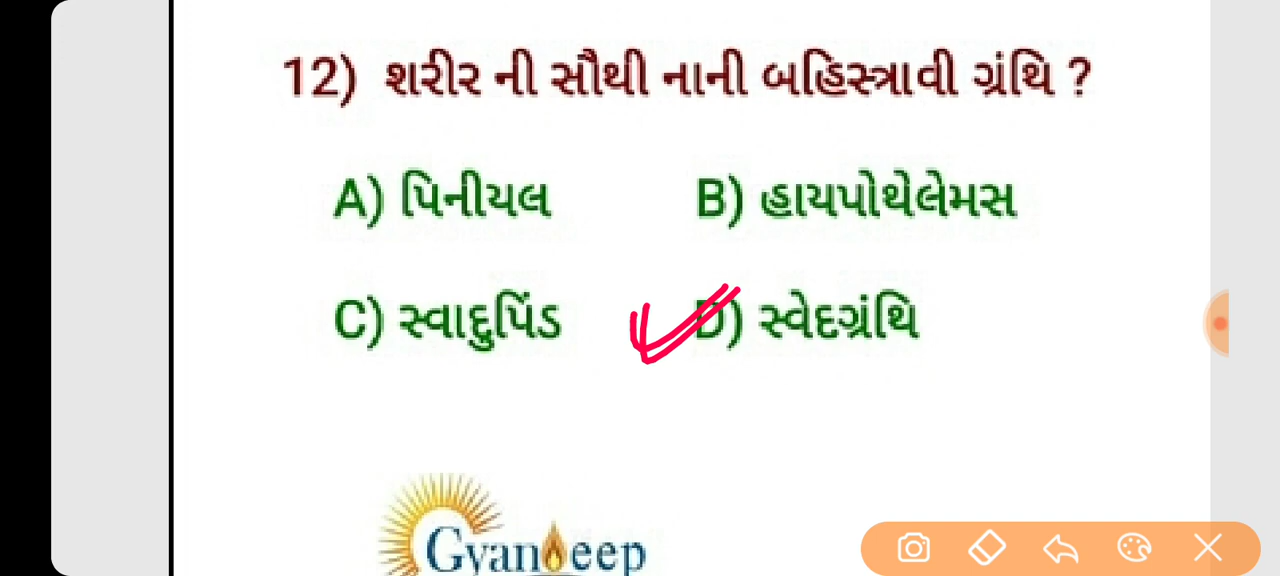 12) શરીર ની સૌથી નાની બહિસ્ત્રાવી ગ્રંથિ ?
A) પિનીયલ B) હાયપોથેલેમસ
C) સ્વાદુપિંડ D) સ્વેદગ્રંથિ
Gyandeep